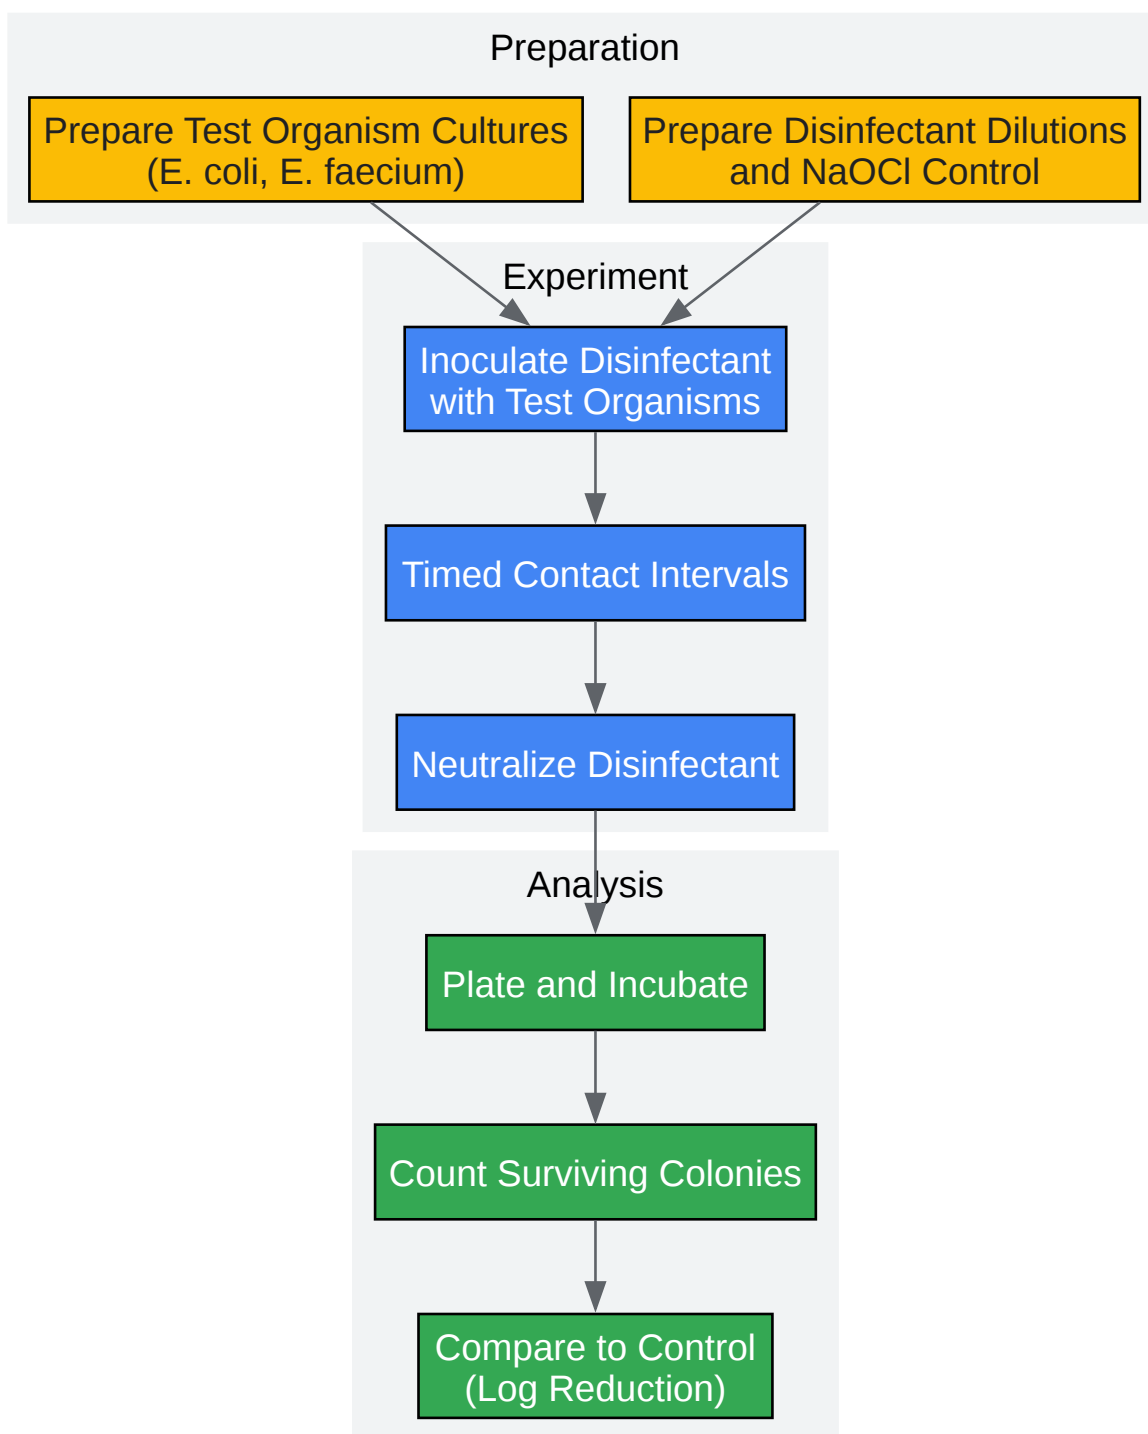 Preparation
Prepare Test Organism Cultures
(E. coli, E. faecium)
Prepare Disinfectant Dilutions
and NaOCl Control
Experiment
Inoculate Disinfectant
with Test Organisms
Timed Contact Intervals
Neutralize Disinfectant
Analysis
Plate and Incubate
Count Surviving Colonies
Compare to Control
(Log Reduction)